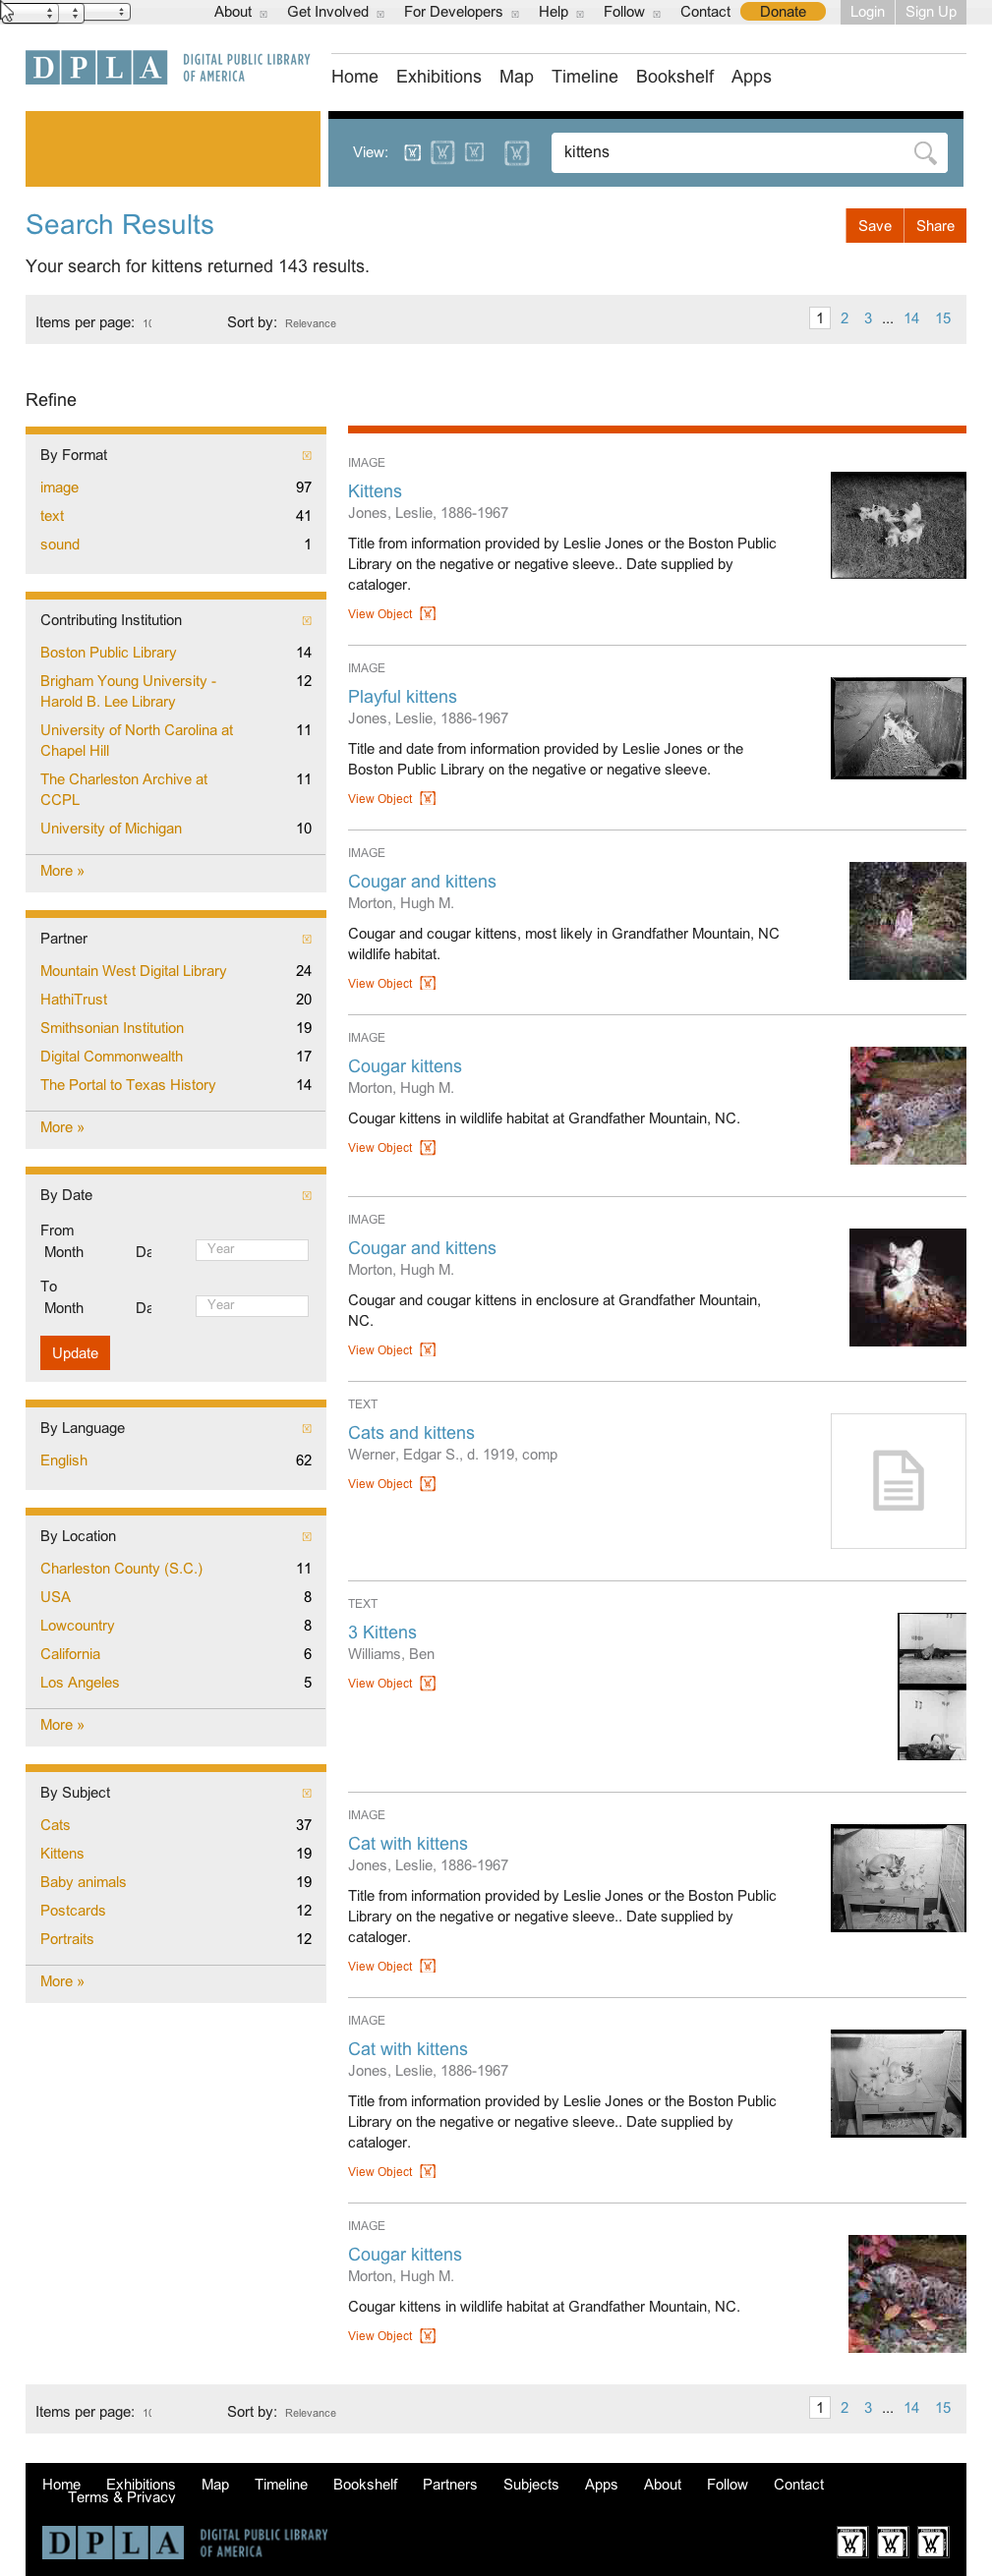 About Get Involved For Developers Help Follow Contact Donate Login Sign Up
DPLA DIGITAL PUBLIC LIBRARY
OF AMERICA
Home Exhibitions Map Timeline Bookshelf Apps
View: kittens
Search Results
Save Share
Your search for kittens returned 143 results.
Items per page: 10 Sort by: Relevance 1 2 3 ... 14 15
Refine
By Format
image 97
text 41
sound 1
Contributing Institution
Boston Public Library 14
Brigham Young University - 12
Harold B. Lee Library
University of North Carolina at 11
Chapel Hill
The Charleston Archive at 11
CCPL
University of Michigan 10
More »
Partner
Mountain West Digital Library 24
HathiTrust 20
Smithsonian Institution 19
Digital Commonwealth 17
The Portal to Texas History 14
More »
By Date
From
Month Da Year
To
Month Da Year
Update
By Language
English 62
By Location
Charleston County (S.C.) 11
USA 8
Lowcountry 8
California 6
Los Angeles 5
More »
By Subject
Cats 37
Kittens 19
Baby animals 19
Postcards 12
Portraits 12
More »
IMAGE
Kittens
Jones, Leslie, 1886-1967
Title from information provided by Leslie Jones or the Boston Public
Library on the negative or negative sleeve.. Date supplied by
cataloger.
View Object
IMAGE
Playful kittens
Jones, Leslie, 1886-1967
Title and date from information provided by Leslie Jones or the
Boston Public Library on the negative or negative sleeve.
View Object
IMAGE
Cougar and kittens
Morton, Hugh M.
Cougar and cougar kittens, most likely in Grandfather Mountain, NC
wildlife habitat.
View Object
IMAGE
Cougar kittens
Morton, Hugh M.
Cougar kittens in wildlife habitat at Grandfather Mountain, NC.
View Object
IMAGE
Cougar and kittens
Morton, Hugh M.
Cougar and cougar kittens in enclosure at Grandfather Mountain,
NC.
View Object
TEXT
Cats and kittens
Werner, Edgar S., d. 1919, comp
View Object
TEXT
3 Kittens
Williams, Ben
View Object
IMAGE
Cat with kittens
Jones, Leslie, 1886-1967
Title from information provided by Leslie Jones or the Boston Public
Library on the negative or negative sleeve.. Date supplied by
cataloger.
View Object
IMAGE
Cat with kittens
Jones, Leslie, 1886-1967
Title from information provided by Leslie Jones or the Boston Public
Library on the negative or negative sleeve.. Date supplied by
cataloger.
View Object
IMAGE
Cougar kittens
Morton, Hugh M.
Cougar kittens in wildlife habitat at Grandfather Mountain, NC.
View Object
Items per page: 10 Sort by: Relevance 1 2 3 ... 14 15
Home Exhibitions Map Timeline Bookshelf Partners Subjects Apps About Follow Contact
Terms & Privacy
DPLA DIGITAL PUBLIC LIBRARY
OF AMERICA